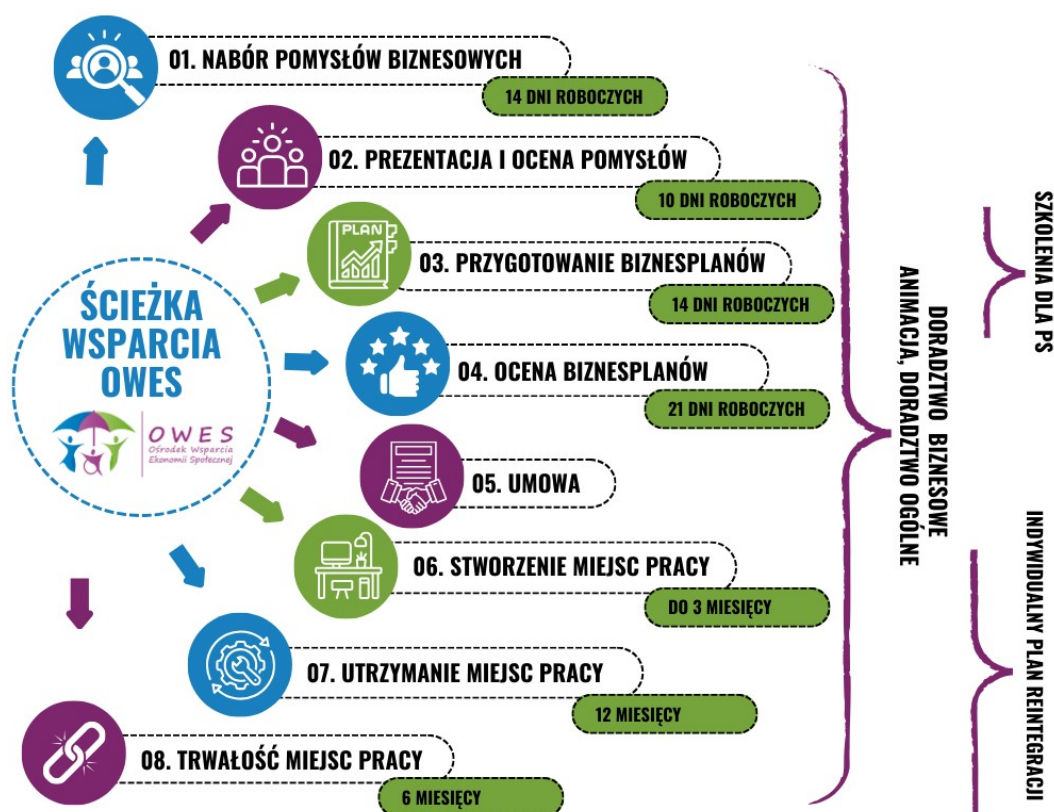 01. NABÓR POMYSŁÓW BIZNESOWYCH
14 DNI ROBOCZYCH
02. PREZENTACJA I OCENA POMYSŁÓW
10 DNI ROBOCZYCH
PLAN
03. PRZYGOTOWANIE BIZNESPLANÓW
14 DNI ROBOCZYCH
ŚCIEŻKA
WSPARCIA
OWES
OWES
Ośrodek Wsparcia
Ekonomii Społecznej
04. OCENA BIZNESPLANÓW
21 DNI ROBOCZYCH
05. UMOWA
06. STWORZENIE MIEJSC PRACY
DO 3 MIESIĘCY
07. UTRZYMANIE MIEJSC PRACY
12 MIESIĘCY
08. TRWAŁOŚĆ MIEJSC PRACY
6 MIESIĘCY
DORADZTWO BIZNESOWE
ANIMACJA, DORADZTWO OGÓLNE
SZKOLENIA DLA PS
INDYWIDUALNY PLAN REINTEGRACJI